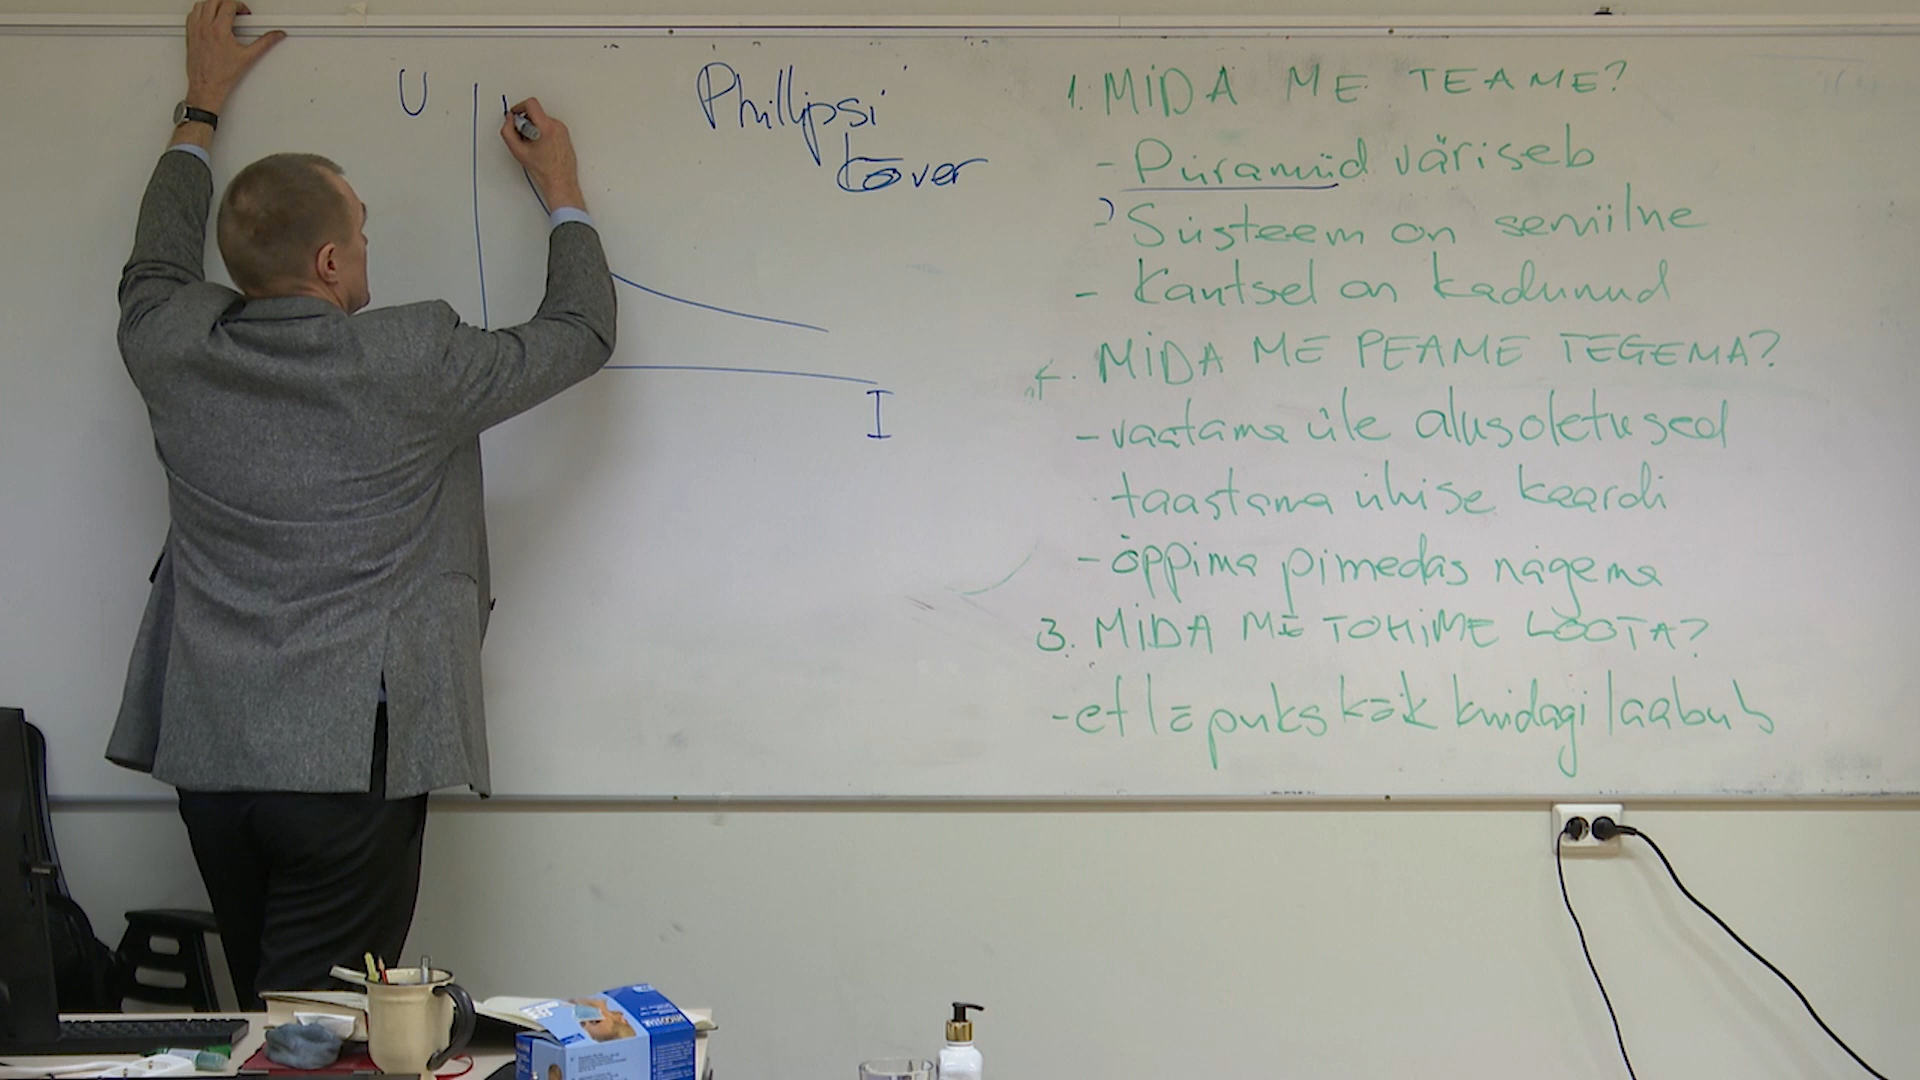 U
Phillipsi
kõver
I
1. MIDA ME TEAME?
- Püramiid väriseb
- Süsteem on seniilne
- Kantsel on kadunud
MIDA ME PEAME TEGEMA?
- vaatama üle alusoletused
taastama ühise kaardi
- õppima pimedas nägema
3. MIDA ME TOHIME LOOTA?
- et lõpuks kõik kuidagi laabub